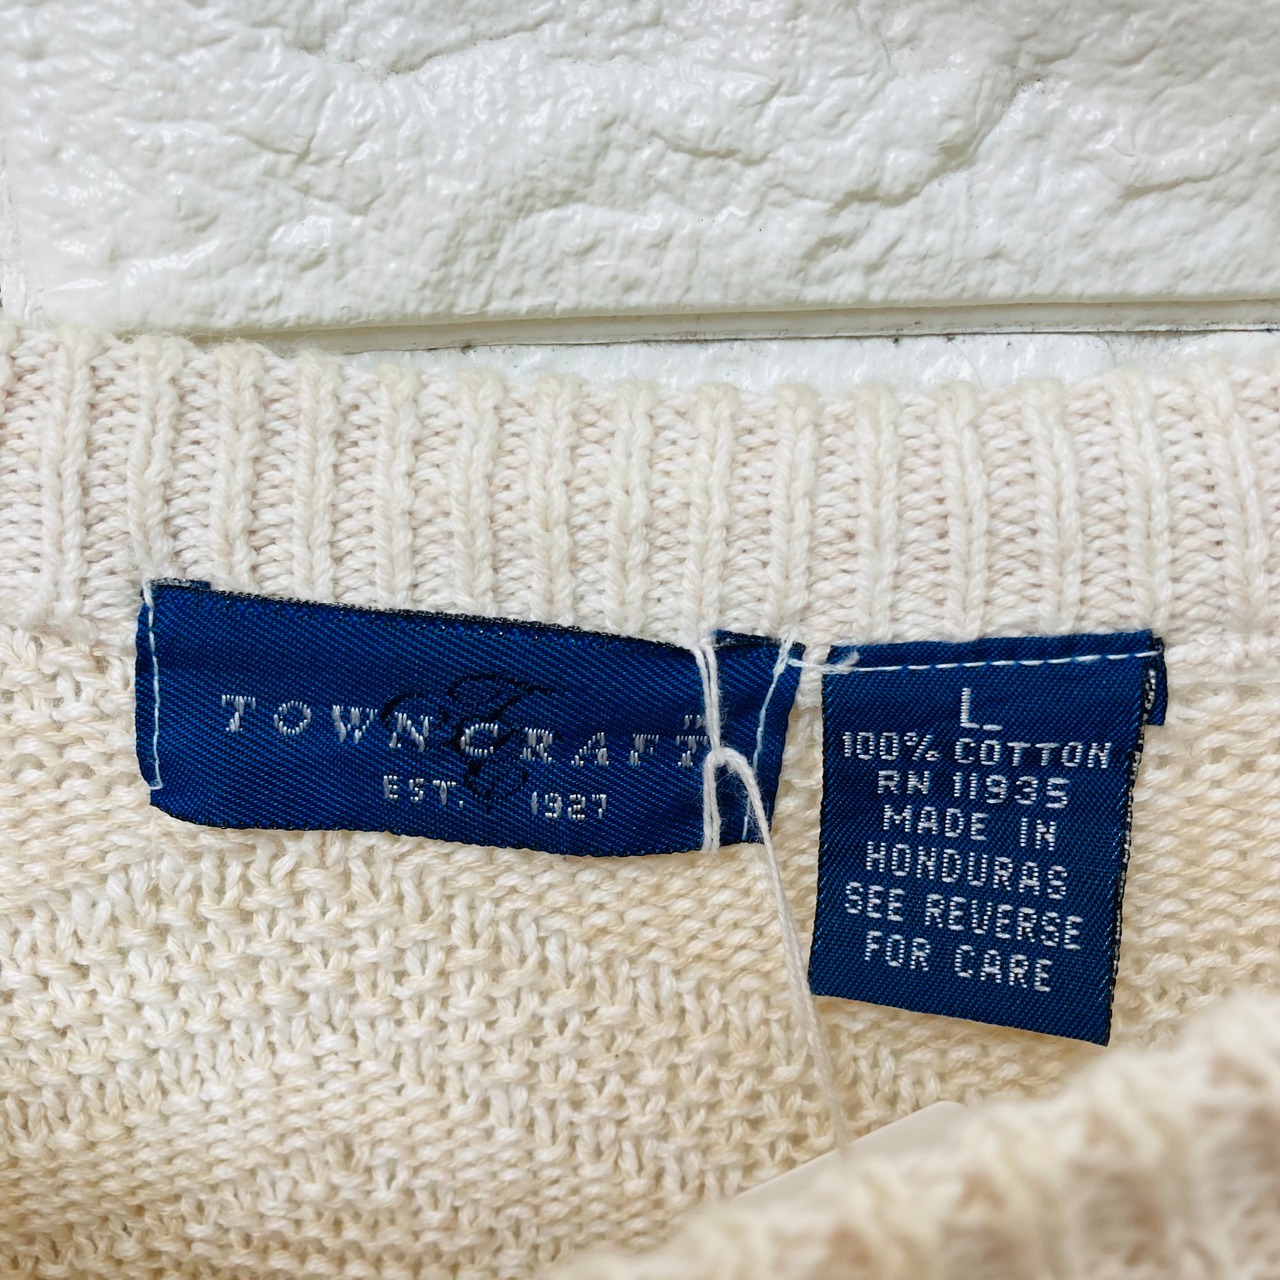 TOWNCRAFT
EST. 1927
L
100% COTTON
RN 11935
MADE IN
HONDURAS
SEE REVERSE
FOR CARE